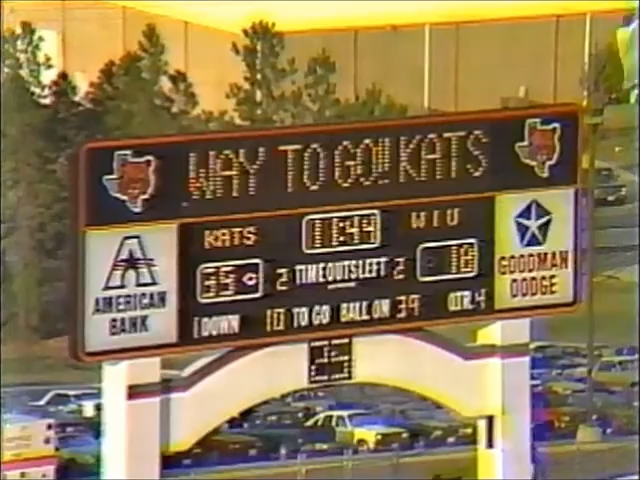 WAY TO GO!! KATS
KATS 11:44 WIU
35 2 TIMEOUTS LEFT 2 18
1 DOWN 10 TO GO BALL ON 39 QTR. 4
AMERICAN
BANK
GOODMAN
DODGE